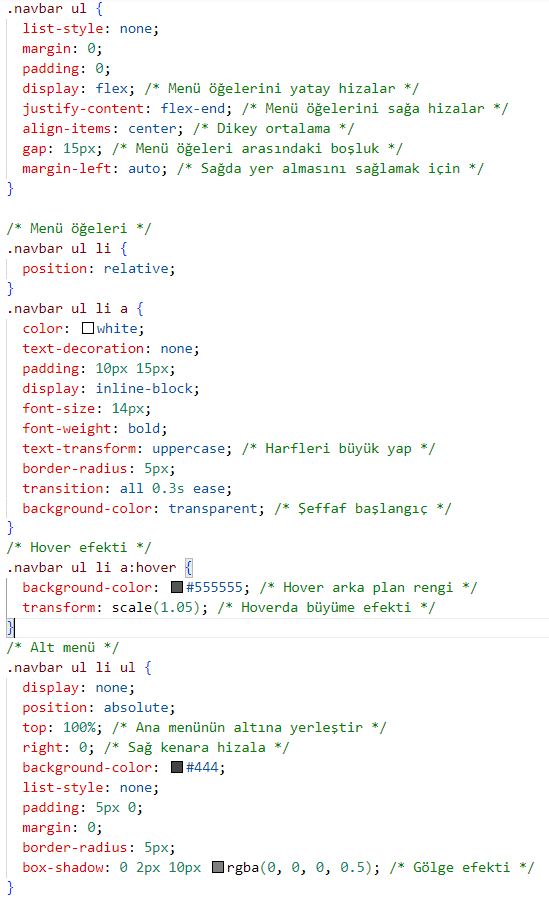 .navbar ul {
  list-style: none;
  margin: 0;
  padding: 0;
  display: flex; /* Menü öğelerini yatay hizalar */
  justify-content: flex-end; /* Menü öğelerini sağa hizalar */
  align-items: center; /* Dikey ortalama */
  gap: 15px; /* Menü öğeleri arasındaki boşluk */
  margin-left: auto; /* Sağda yer almasını sağlamak için */
}

/* Menü öğeleri */
.navbar ul li {
  position: relative;
}
.navbar ul li a {
  color: white;
  text-decoration: none;
  padding: 10px 15px;
  display: inline-block;
  font-size: 14px;
  font-weight: bold;
  text-transform: uppercase; /* Harfleri büyük yap */
  border-radius: 5px;
  transition: all 0.3s ease;
  background-color: transparent; /* Şeffaf başlangıç */
}
/* Hover efekti */
.navbar ul li a:hover {
  background-color: #555555; /* Hover arka plan rengi */
  transform: scale(1.05); /* Hoverda büyüme efekti */
}
/* Alt menü */
.navbar ul li ul {
  display: none;
  position: absolute;
  top: 100%; /* Ana menünün altına yerleştir */
  right: 0; /* Sağ kenara hizala */
  background-color: #444;
  list-style: none;
  padding: 5px 0;
  margin: 0;
  border-radius: 5px;
  box-shadow: 0 2px 10px rgba(0, 0, 0, 0.5); /* Gölge efekti */
}